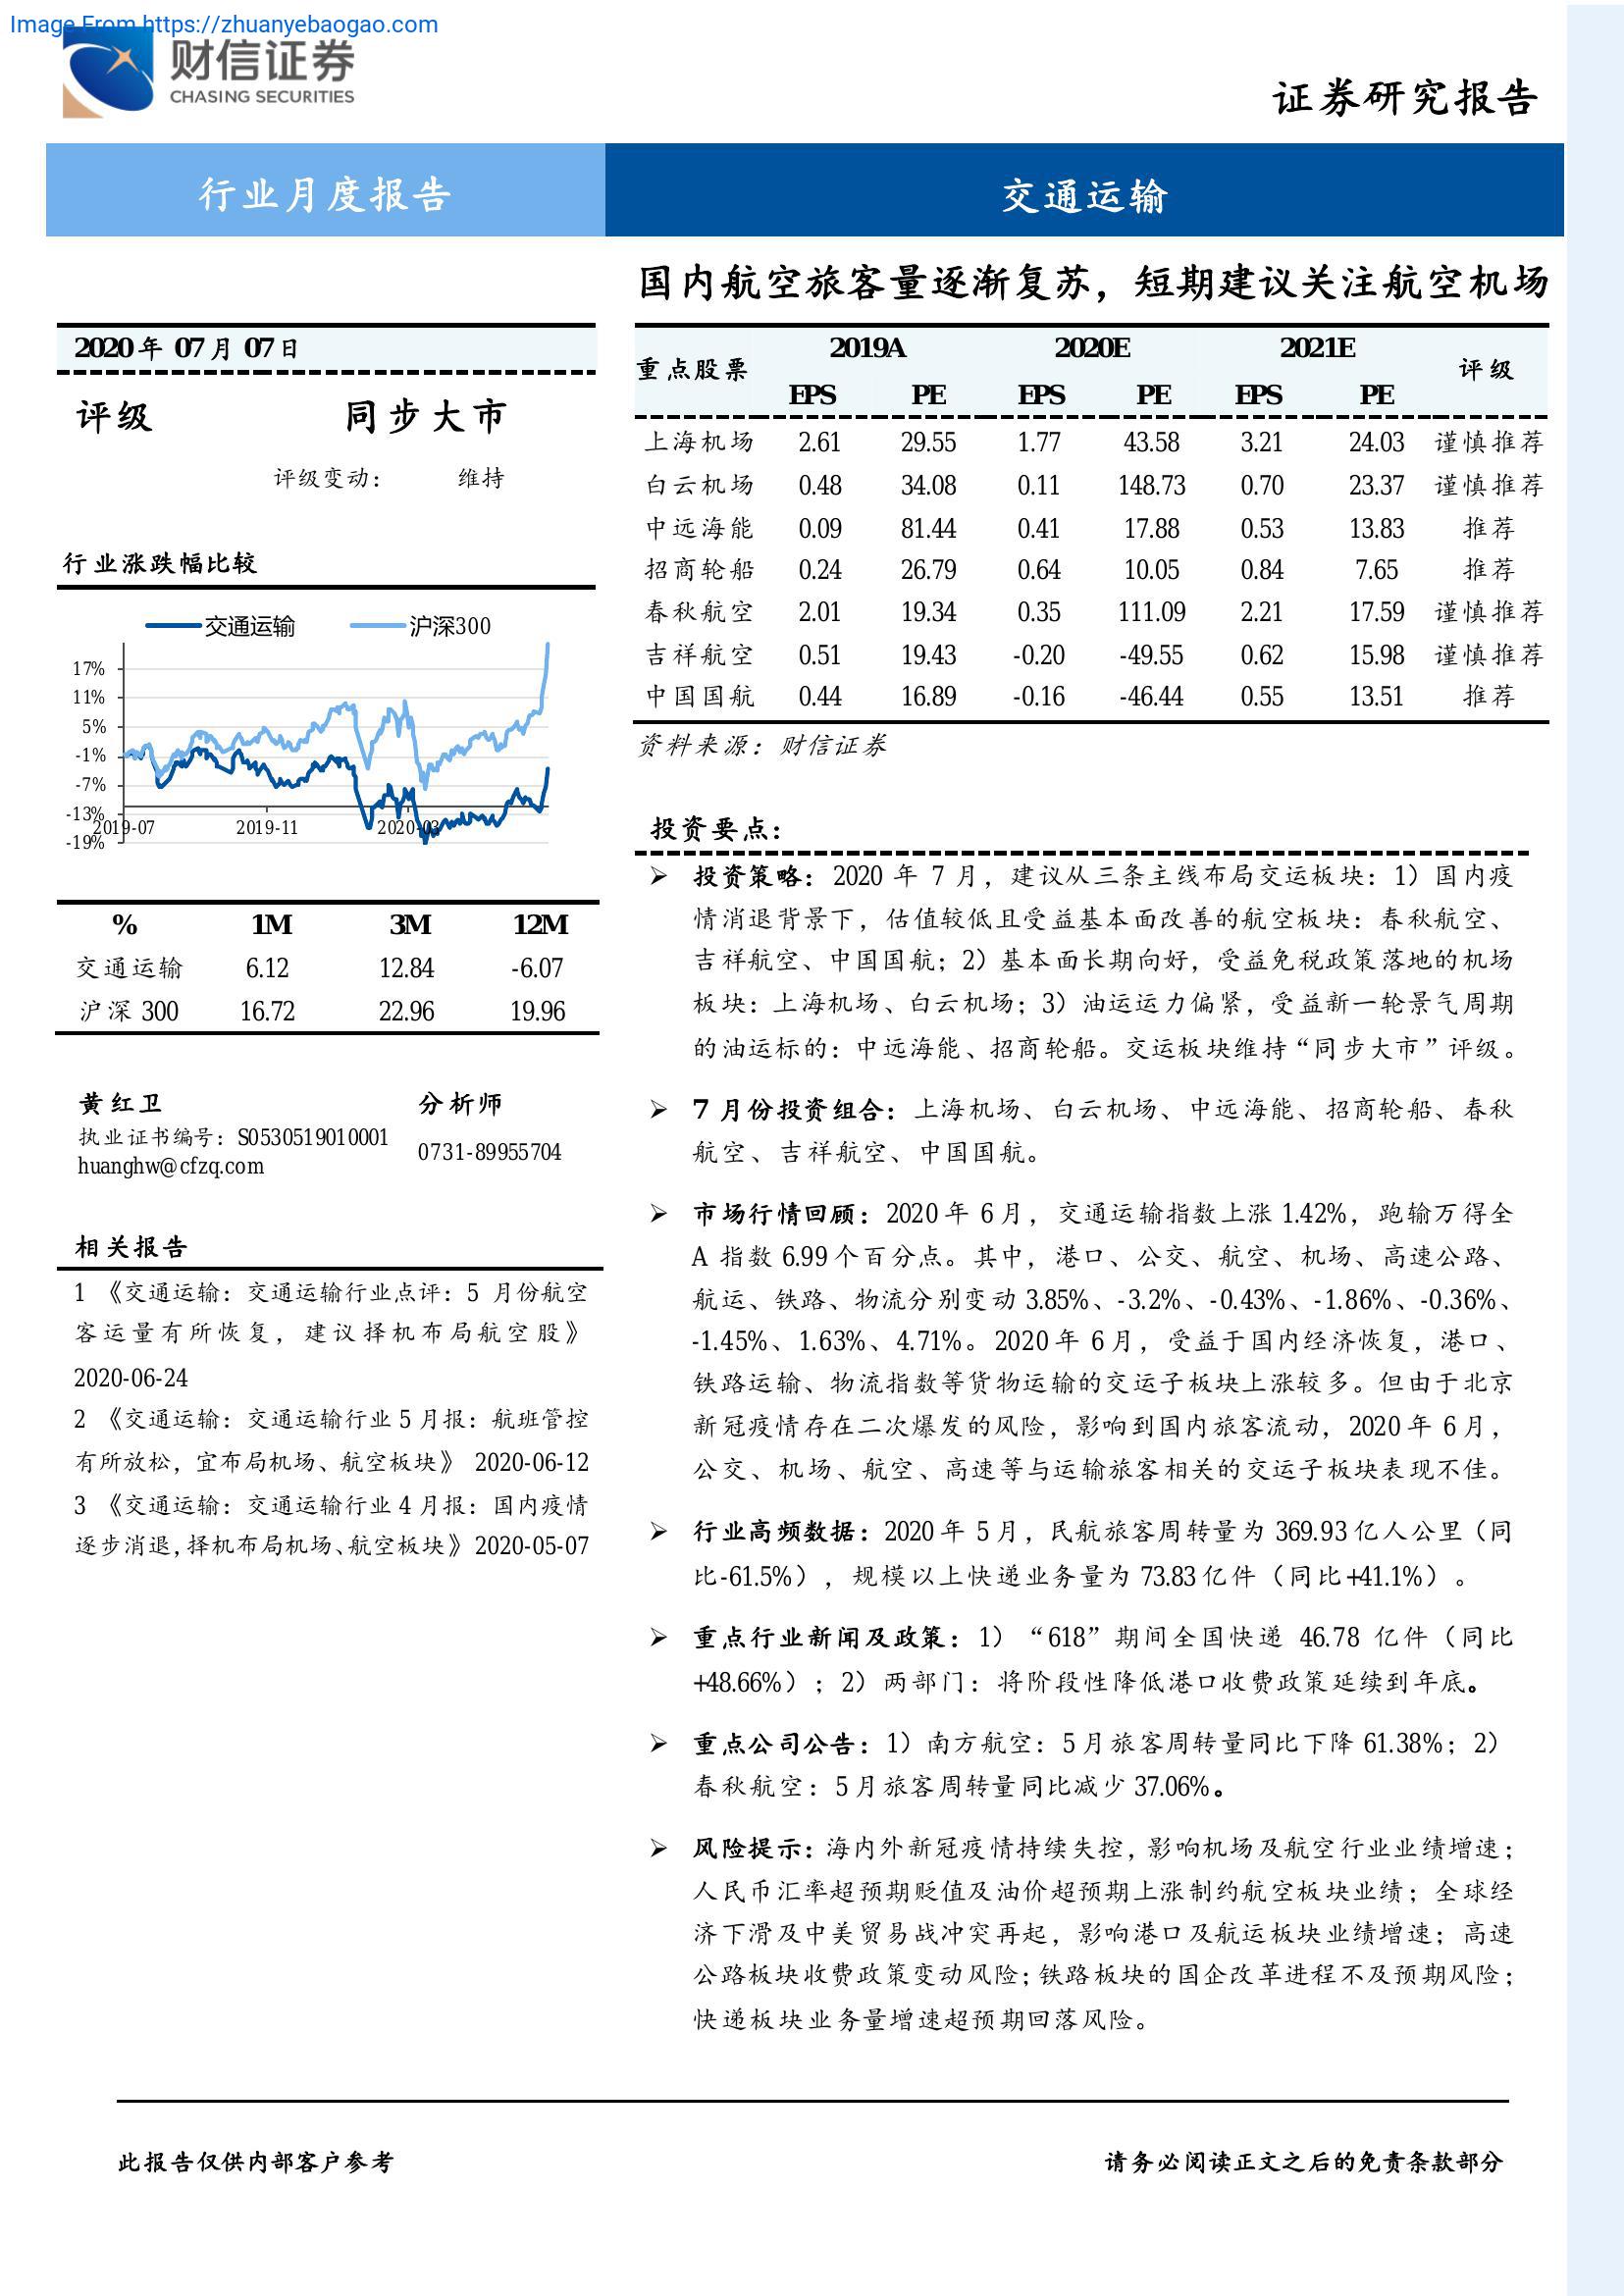 Image From https://zhuanyebaogao.com
财信证券
CHASING SECURITIES
证券研究报告
行业月度报告
交通运输
国内航空旅客量逐渐复苏，短期建议关注航空机场
2020 年 07 月 07 日
评级 同步大市
评级变动： 维持
行业涨跌幅比较
交通运输 沪深300
17%
11%
5%
-1%
-7%
-13%
-19%
2019-07 2019-11 2020-03
% 1M 3M 12M
交通运输 6.12 12.84 -6.07
沪深 300 16.72 22.96 19.96
黄红卫 分析师
执业证书编号：S0530519010001 0731-89955704
huanghw@cfzq.com
相关报告
1 《交通运输：交通运输行业点评：5 月份航空
客运量有所恢复，建议择机布局航空股》
2020-06-24
2 《交通运输：交通运输行业 5 月报：航班管控
有所放松，宜布局机场、航空板块》 2020-06-12
3 《交通运输：交通运输行业 4 月报：国内疫情
逐步消退，择机布局机场、航空板块》 2020-05-07
重点股票 2019A 2020E 2021E 评级
EPS PE EPS PE EPS PE
上海机场 2.61 29.55 1.77 43.58 3.21 24.03 谨慎推荐
白云机场 0.48 34.08 0.11 148.73 0.70 23.37 谨慎推荐
中远海能 0.09 81.44 0.41 17.88 0.53 13.83 推荐
招商轮船 0.24 26.79 0.64 10.05 0.84 7.65 推荐
春秋航空 2.01 19.34 0.35 111.09 2.21 17.59 谨慎推荐
吉祥航空 0.51 19.43 -0.20 -49.55 0.62 15.98 谨慎推荐
中国国航 0.44 16.89 -0.16 -46.44 0.55 13.51 推荐
资料来源：财信证券
投资要点：
➢ 投资策略：2020 年 7 月，建议从三条主线布局交运板块：1）国内疫
情消退背景下，估值较低且受益基本面改善的航空板块：春秋航空、
吉祥航空、中国国航；2）基本面长期向好，受益免税政策落地的机场
板块：上海机场、白云机场；3）油运运力偏紧，受益新一轮景气周期
的油运标的：中远海能、招商轮船。交运板块维持“同步大市”评级。
➢ 7 月份投资组合：上海机场、白云机场、中远海能、招商轮船、春秋
航空、吉祥航空、中国国航。
➢ 市场行情回顾：2020 年 6 月，交通运输指数上涨 1.42%，跑输万得全
A 指数 6.99 个百分点。其中，港口、公交、航空、机场、高速公路、
航运、铁路、物流分别变动 3.85%、-3.2%、-0.43%、-1.86%、-0.36%、
-1.45%、1.63%、4.71%。2020 年 6 月，受益于国内经济恢复，港口、
铁路运输、物流指数等货物运输的交运子板块上涨较多。但由于北京
新冠疫情存在二次爆发的风险，影响到国内旅客流动，2020 年 6 月，
公交、机场、航空、高速等与运输旅客相关的交运子板块表现不佳。
➢ 行业高频数据：2020 年 5 月，民航旅客周转量为 369.93 亿人公里（同
比-61.5%），规模以上快递业务量为 73.83 亿件（同比+41.1%）。
➢ 重点行业新闻及政策：1）“618”期间全国快递 46.78 亿件（同比
+48.66%）；2）两部门：将阶段性降低港口收费政策延续到年底。
➢ 重点公司公告：1）南方航空：5 月旅客周转量同比下降 61.38%；2）
春秋航空：5 月旅客周转量同比减少 37.06%。
➢ 风险提示：海内外新冠疫情持续失控，影响机场及航空行业业绩增速；
人民币汇率超预期贬值及油价超预期上涨制约航空板块业绩；全球经
济下滑及中美贸易战冲突再起，影响港口及航运板块业绩增速；高速
公路板块收费政策变动风险；铁路板块的国企改革进程不及预期风险；
快递板块业务量增速超预期回落风险。
此报告仅供内部客户参考 请务必阅读正文之后的免责条款部分